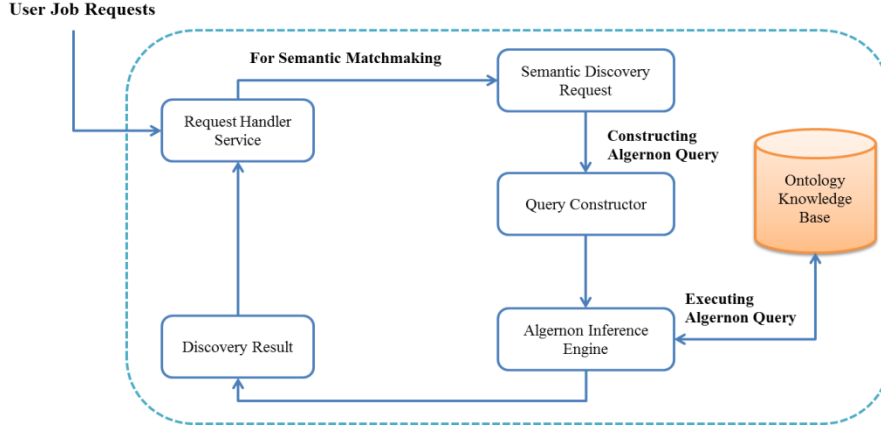 User Job Requests
For Semantic Matchmaking
Semantic Discovery
Request
Request Handler
Service
Constructing
Algernon Query
Ontology
Knowledge
Base
Query Constructor
Executing
Algernon Query
Discovery Result
Algernon Inference
Engine